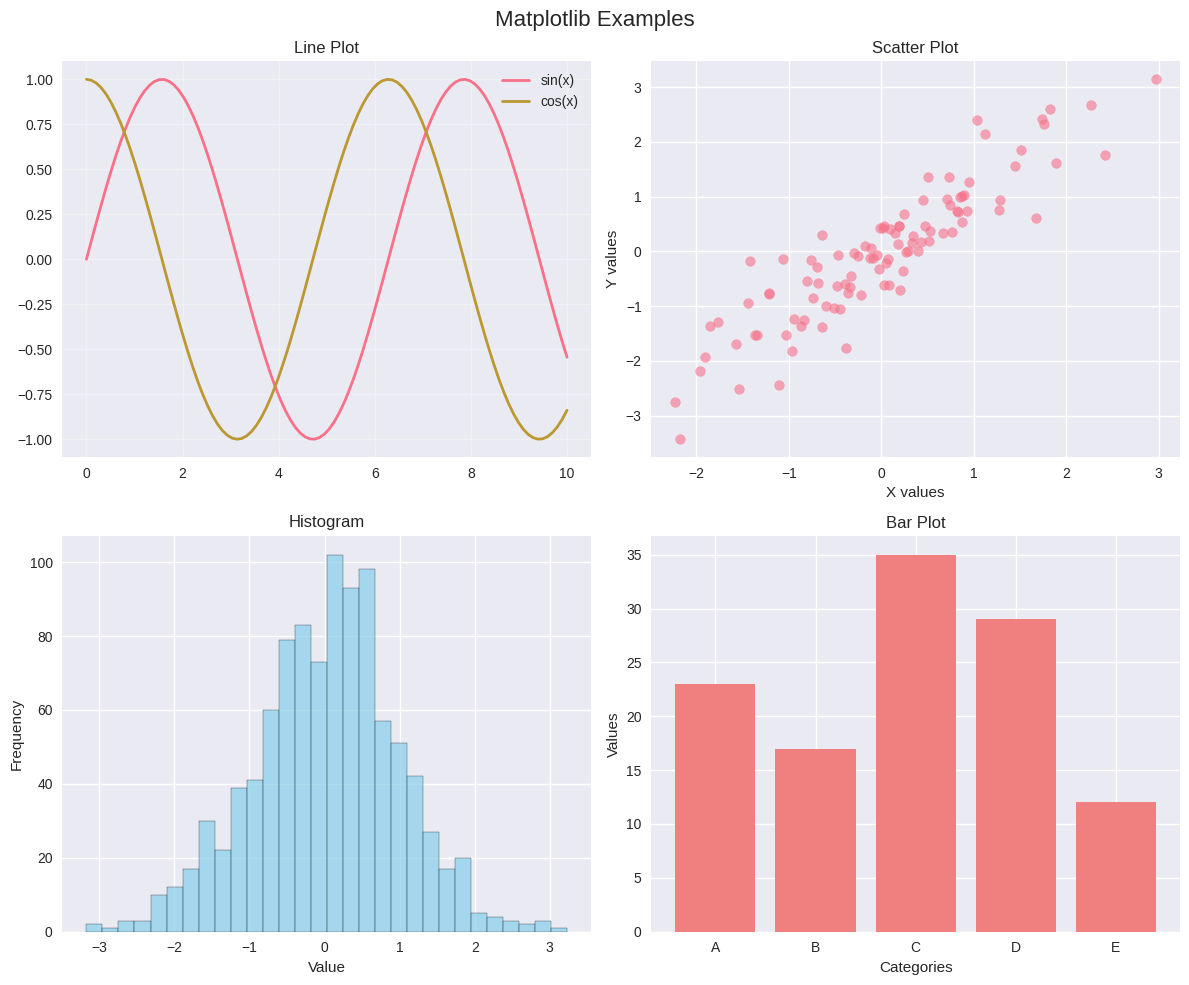 Matplotlib Examples
Line Plot
1.00
0.75
0.50
0.25
0.00
−0.25
−0.50
−0.75
−1.00
sin(x)
cos(x)
0 2 4 6 8 10
Scatter Plot
Y values
3
2
1
0
−1
−2
−3
−2 −1 0 1 2 3
X values
Histogram
Frequency
100
80
60
40
20
0
−3 −2 −1 0 1 2 3
Value
Bar Plot
Values
35
30
25
20
15
10
5
0
A B C D E
Categories